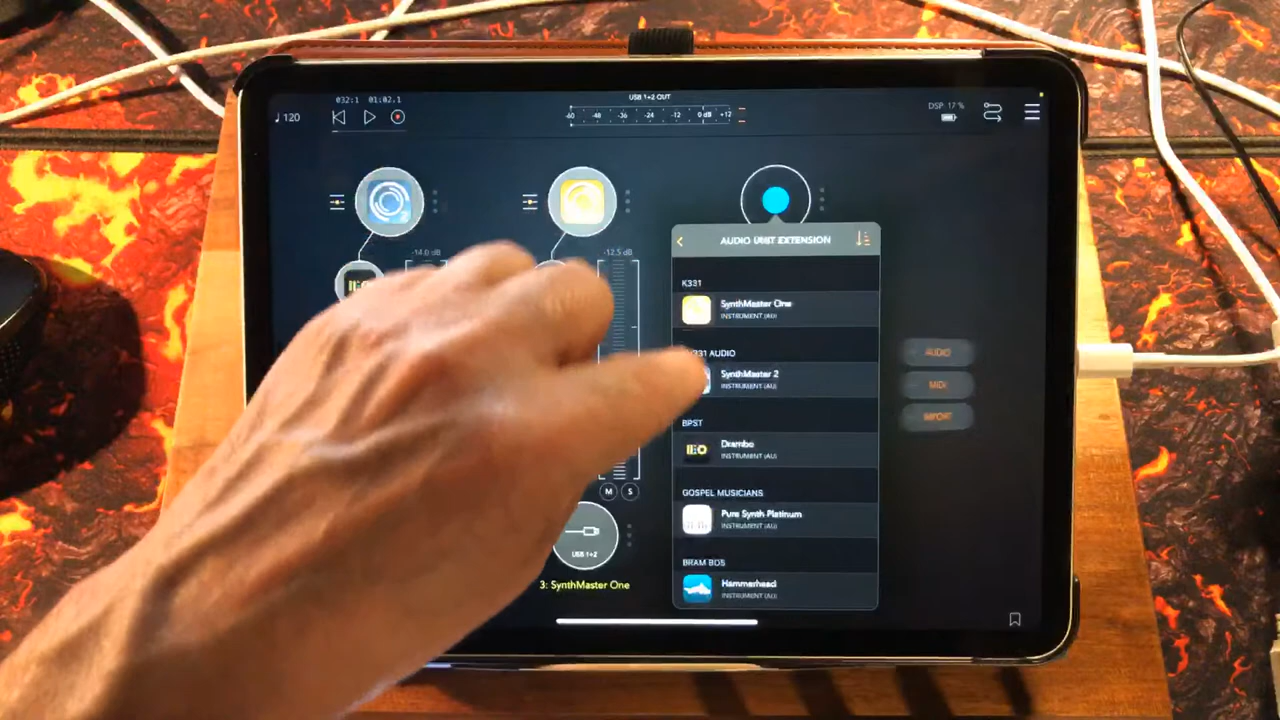 USB 1+2 OUT
032:1 01:02.1
♩ 120
-60 -48 -36 -24 -12 0 dB +12
DSP 17 %
2
-14.0 dB
-12.5 dB
AUDIO UNIT EXTENSION
K331
SynthMaster One
INSTRUMENT (AU)
331 AUDIO
SynthMaster 2
INSTRUMENT (AU)
BPST
Drambo
INSTRUMENT (AU)
GOSPEL MUSICIANS
Pure Synth Platinum
INSTRUMENT (AU)
BRAM BOS
Hammerhead
INSTRUMENT (AU)
AUDIO
MIDI
IMPORT
M S
USB 1+2
3: SynthMaster One